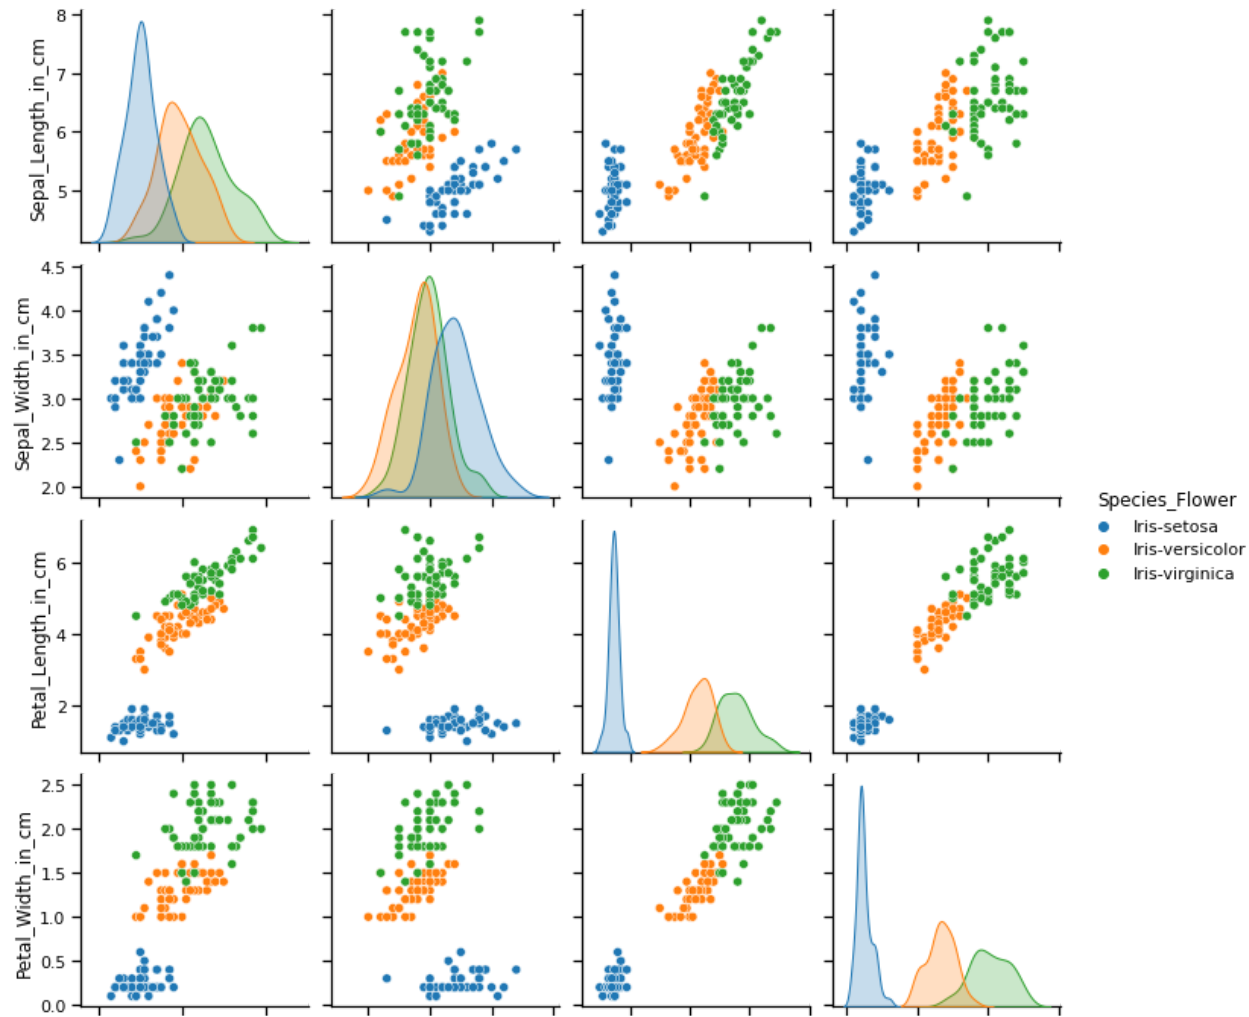 8
7
6
5
Sepal_Length_in_cm
4.5
4.0
3.5
3.0
2.5
2.0
Sepal_Width_in_cm
6
4
2
Petal_Length_in_cm
2.5
2.0
1.5
1.0
0.5
0.0
Petal_Width_in_cm
Species_Flower
Iris-setosa
Iris-versicolor
Iris-virginica